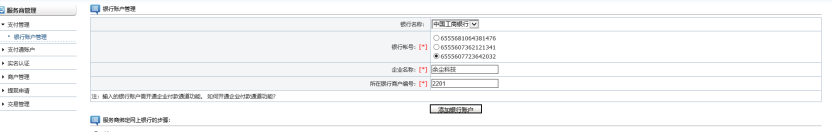 服务商管理
支付管理
银行账户管理
支付通账户
实名认证
商户管理
提现申请
交易管理
银行账户管理
银行名称: 中国工商银行
银行账号: [*] 6555681064381476
6555607362121341
6555607723642032
企业名称: [*] 余尘科技
所在银行商户编号: [*] 2201
注: 输入的银行账户需开通企业付款通道功能。 如何开通企业付款通道功能?
添加银行账户
服务商绑定网上银行的步骤: